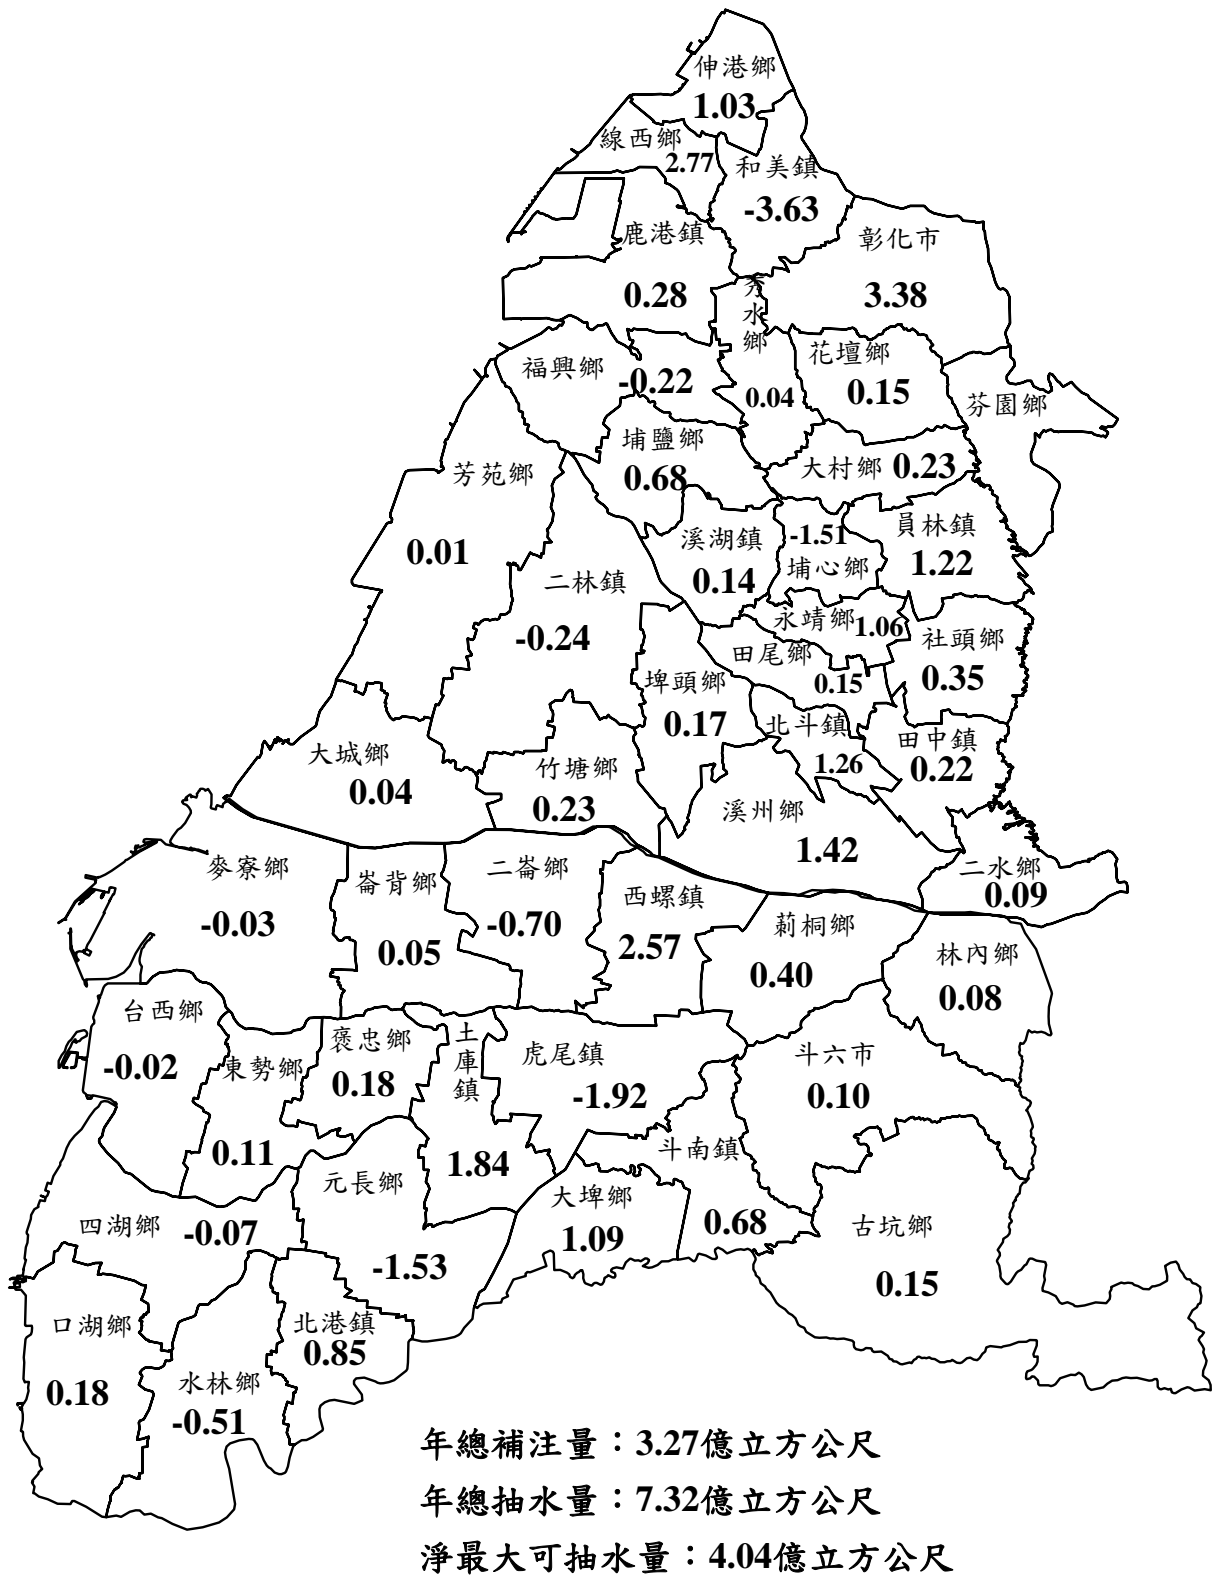 伸港鄉
1.03
線西鄉
2.77
和美鎮
-3.63
鹿港鎮
0.28
彰化市
3.38
秀水鄉
0.04
福興鄉
-0.22
花壇鄉
0.15
芬園鄉
埔鹽鄉
0.68
大村鄉 0.23
芳苑鄉
0.01
二林鎮
-0.24
溪湖鎮
0.14
-1.51
埔心鄉
員林鎮
1.22
永靖鄉 1.06
田尾鄉
0.15
社頭鄉
0.35
埤頭鄉
0.17
北斗鎮
1.26
田中鎮
0.22
大城鄉
0.04
竹塘鄉
0.23
溪州鄉
1.42
二水鄉
0.09
麥寮鄉
-0.03
崙背鄉
0.05
二崙鄉
-0.70
西螺鎮
2.57
莿桐鄉
0.40
林內鄉
0.08
台西鄉
-0.02
東勢鄉
0.11
褒忠鄉
0.18
土庫鎮
1.84
虎尾鎮
-1.92
斗六市
0.10
斗南鎮
0.68
元長鄉
-1.53
大埤鄉
1.09
古坑鄉
0.15
四湖鄉 -0.07
口湖鄉
0.18
水林鄉
-0.51
北港鎮
0.85
年總補注量：3.27億立方公尺
年總抽水量：7.32億立方公尺
淨最大可抽水量：4.04億立方公尺